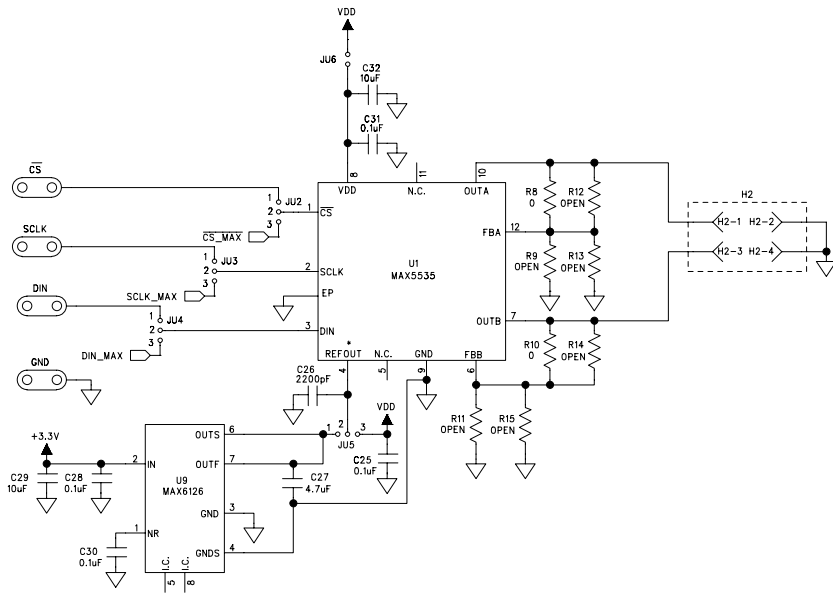 VDD
JU6
C32
10uF
C31
0.1uF
8
11
10
VDD
N.C.
OUTA
CS
1
JU2
2
3
CS_MAX
1
CS
SCLK
1
JU3
2
3
SCLK_MAX
2
SCLK
EP
DIN
1
JU4
2
3
DIN_MAX
3
DIN
GND
U1
MAX5535
FBA
12
OUTB
7
*
REFOUT
N.C.
GND
FBB
4
5
9
6
R8
0
R12
OPEN
R9
OPEN
R13
OPEN
R10
0
R14
OPEN
R11
OPEN
R15
OPEN
H2
H2-1
H2-2
H2-3
H2-4
C26
2200pF
1
2
3
JU5
VDD
C25
0.1uF
+3.3V
C29
10uF
C28
0.1uF
2
IN
U9
MAX6126
OUTS
6
OUTF
7
C27
4.7uF
GND
3
GNDS
4
1
NR
C30
0.1uF
I.C.
I.C.
5
8